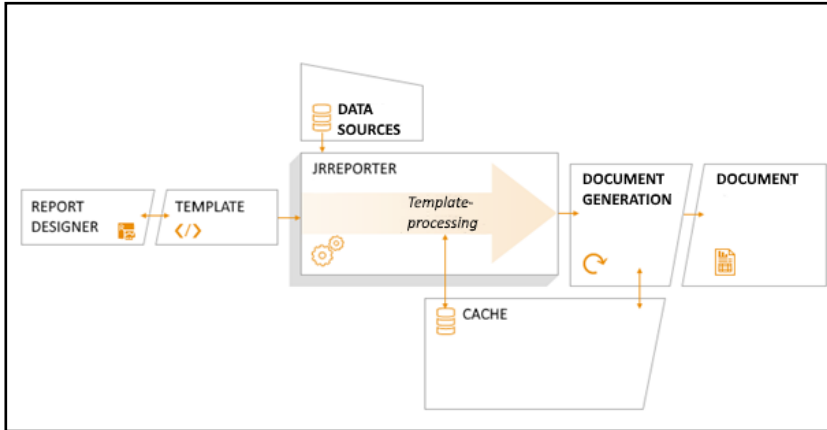 DATA
SOURCES
JRREPORTER
REPORT
DESIGNER
TEMPLATE
</>
Template-
processing
DOCUMENT
GENERATION
DOCUMENT
CACHE